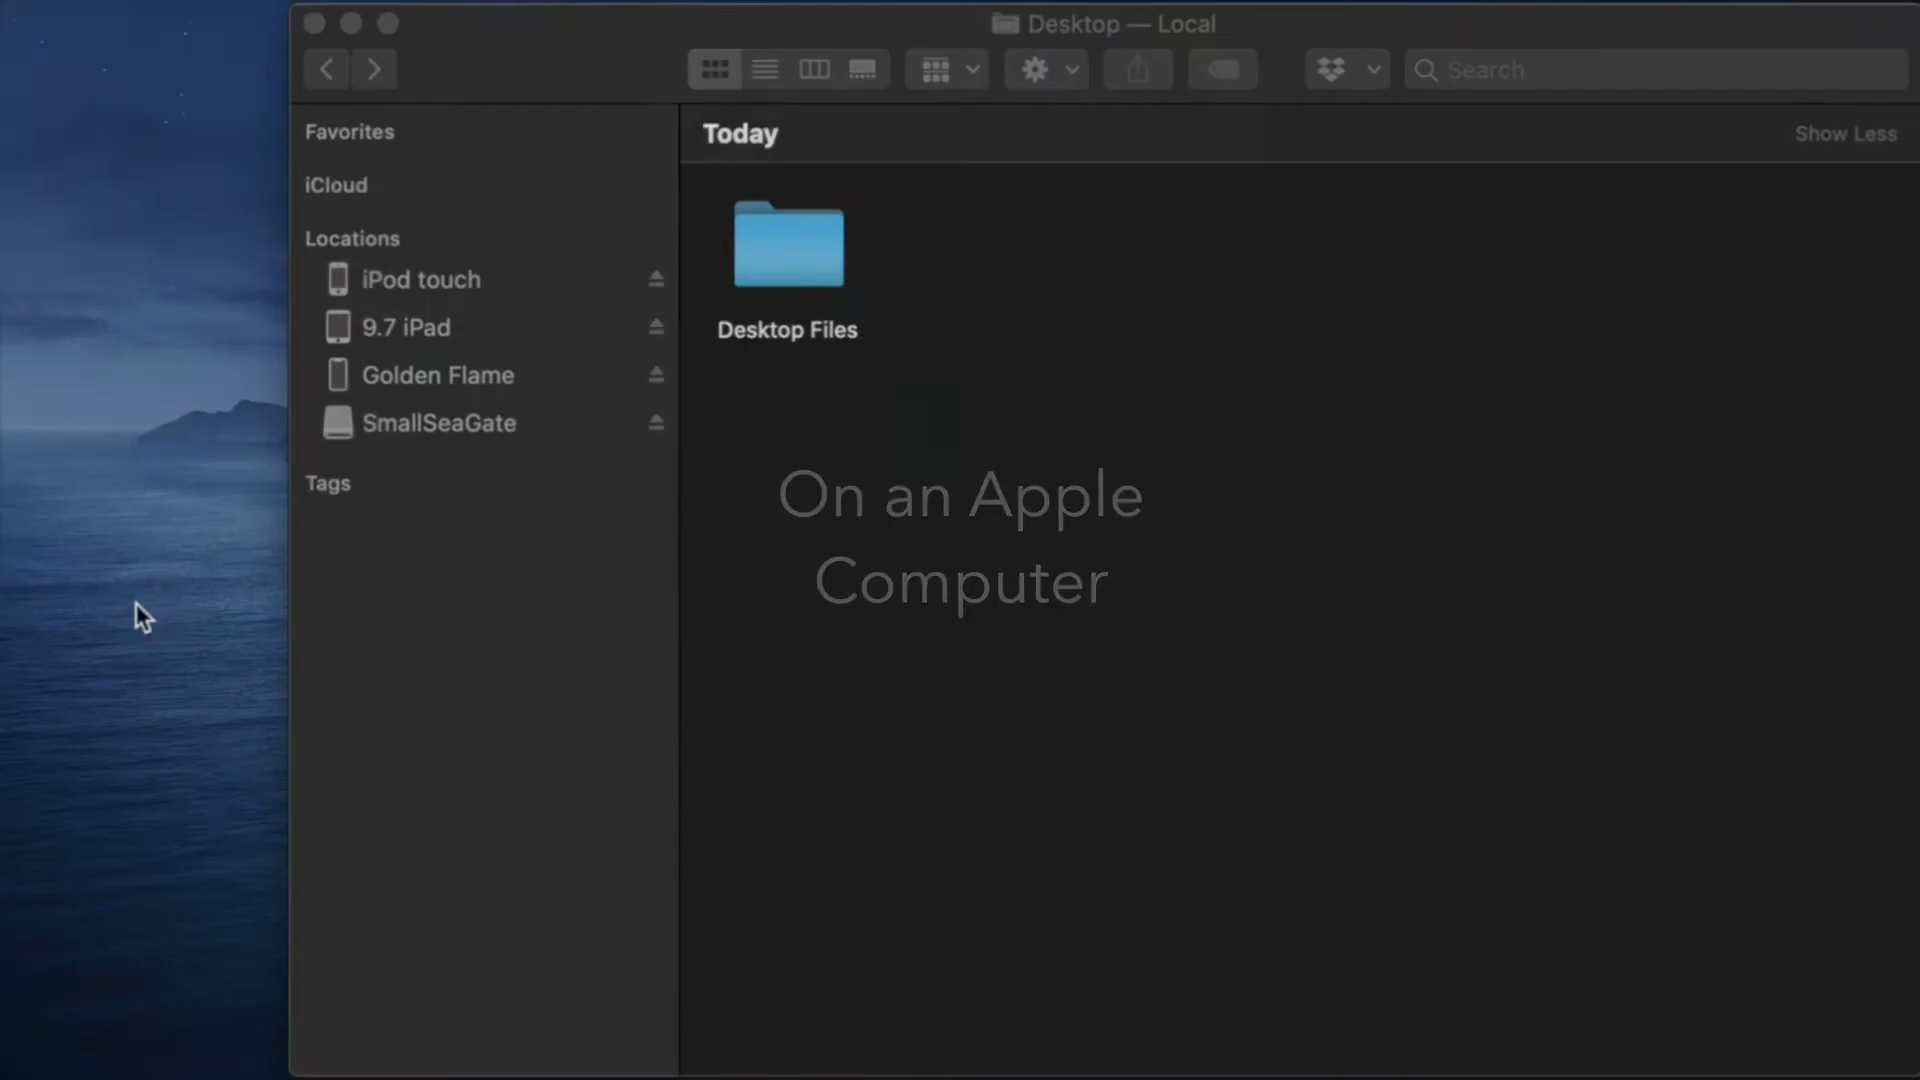 Desktop — Local
Search
Favorites
iCloud
Locations
iPod touch
9.7 iPad
Golden Flame
SmallSeaGate
Tags
Today
Show Less
Desktop Files
On an Apple
Computer